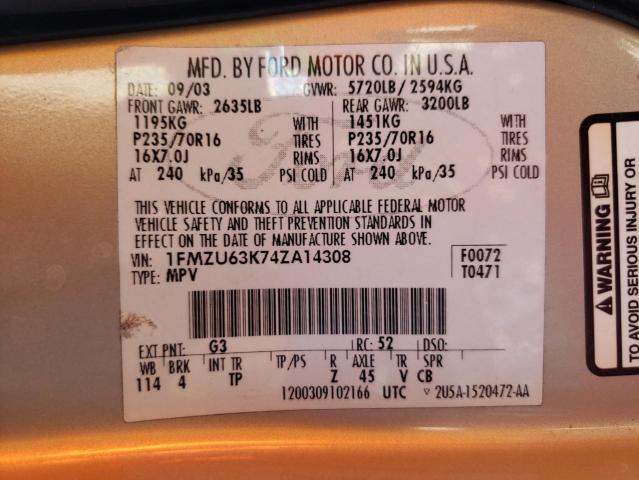 MFD. BY FORD MOTOR CO. IN U.S.A.
DATE: 09/03 GVWR: 5720LB/ 2594KG
FRONT GAWR: 2635LB REAR GAWR: 3200LB
1195KG WITH 1451KG WITH
P235/70R16 TIRES P235/70R16 TIRES
16X7.0J RIMS 16X7.0J RIMS
AT 240 kPa/35 PSI COLD AT 240 kPa/35 PSI COLD
Ford
THIS VEHICLE CONFORMS TO ALL APPLICABLE FEDERAL MOTOR
VEHICLE SAFETY AND THEFT PREVENTION STANDARDS IN
EFFECT ON THE DATE OF MANUFACTURE SHOWN ABOVE.
VIN: 1FMZU63K74ZA14308 F0072
TYPE: MPV T0471
EXT PNT: G3 RC: 52 DSO:
WB BRK INT TR TP/PS R AXLE TR SPR
114 4 TP Z 45 V CB
1200309102166 UTC 2U5A-1520472-AA
WARNING
TO AVOID SERIOUS INJURY OR